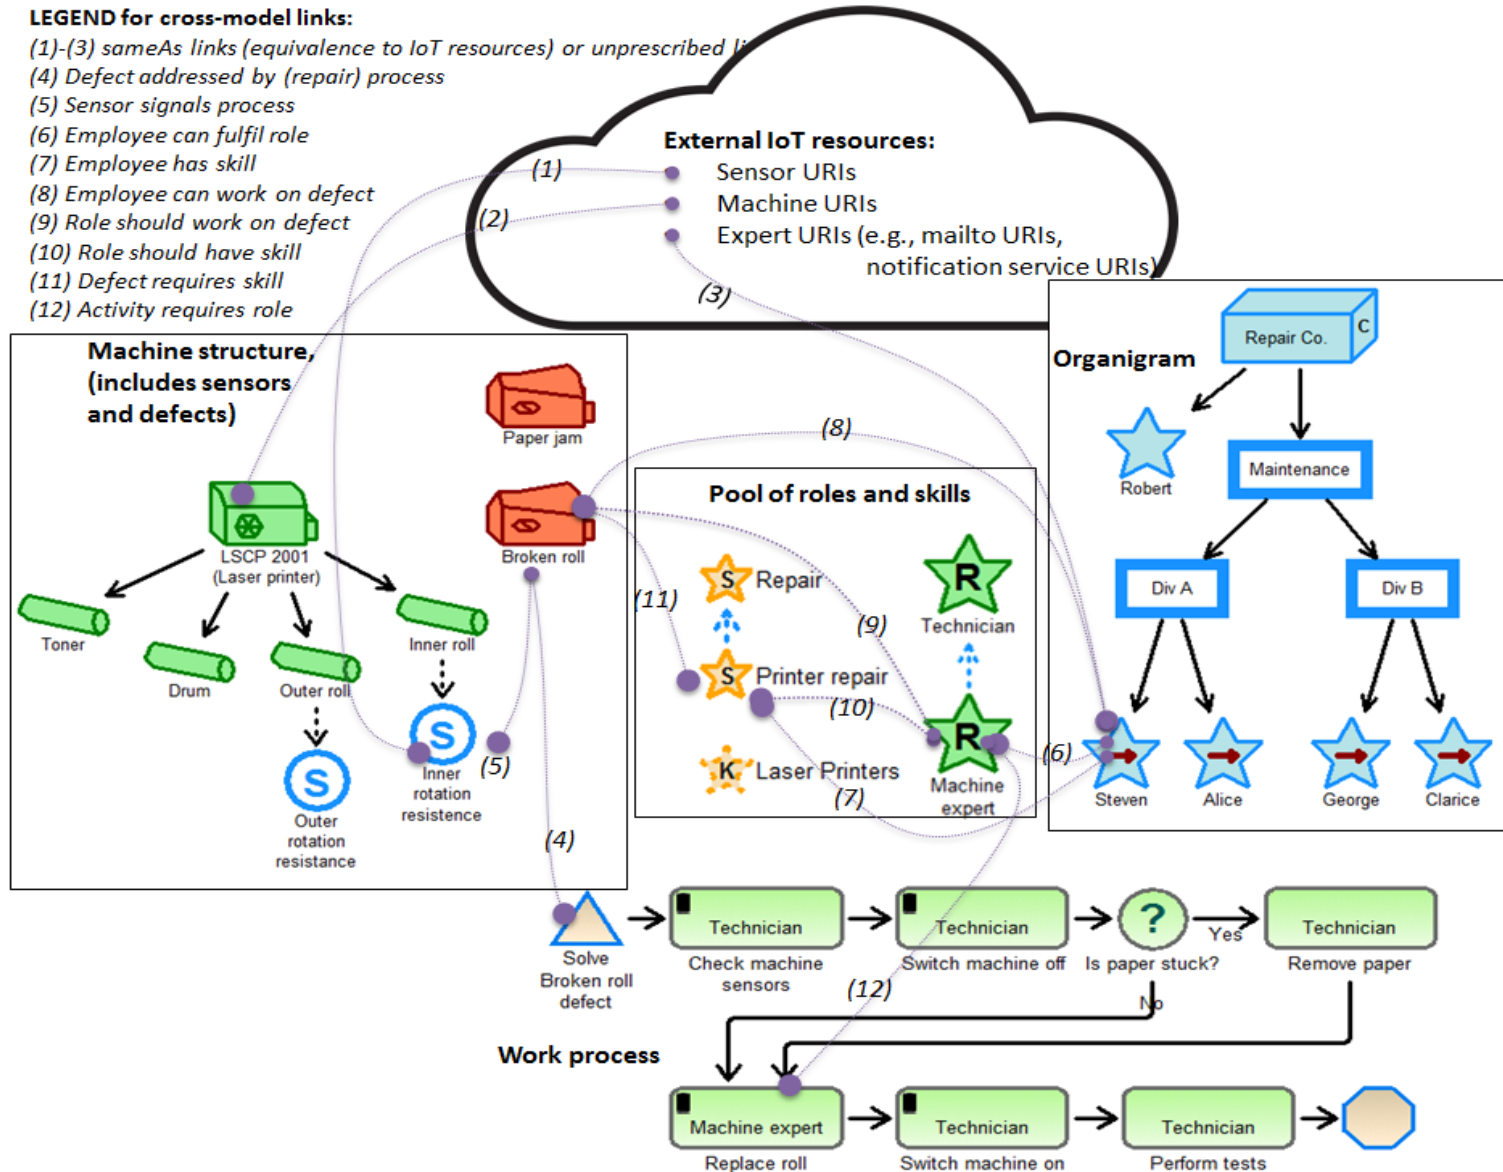 LEGEND for cross-model links:
(1)-(3) sameAs links (equivalence to IoT resources) or unprescribed
(4) Defect addressed by (repair) process
(5) Sensor signals process
(6) Employee can fulfil role
(7) Employee has skill
(8) Employee can work on defect
(9) Role should work on defect
(10) Role should have skill
(11) Defect requires skill
(12) Activity requires role
External IoT resources:
Sensor URIs
Machine URIs
Expert URIs (e.g., mailto URIs,
notification service URIs)
(1)
(2)
(3)
Machine structure,
(includes sensors
and defects)
Paper jam
Broken roll
LSCP 2001
(Laser printer)
Toner
Drum
Outer roll
Inner roll
S
Inner
rotation
resistence
S
Outer
rotation
resistance
(5)
(4)
(8)
(11)
Pool of roles and skills
S
Repair
S
Printer repair
K
Laser Printers
R
Technician
R
Machine
expert
(9)
(10)
(7)
(6)
Organigram
Repair Co.
C
Robert
Maintenance
Div A
Div B
Steven
Alice
George
Clarice
Solve
Broken roll
defect
Technician
Check machine
sensors
Technician
Switch machine off
?
Is paper stuck?
Yes
No
Technician
Remove paper
(12)
Work process
Machine expert
Replace roll
Technician
Switch machine on
Technician
Perform tests